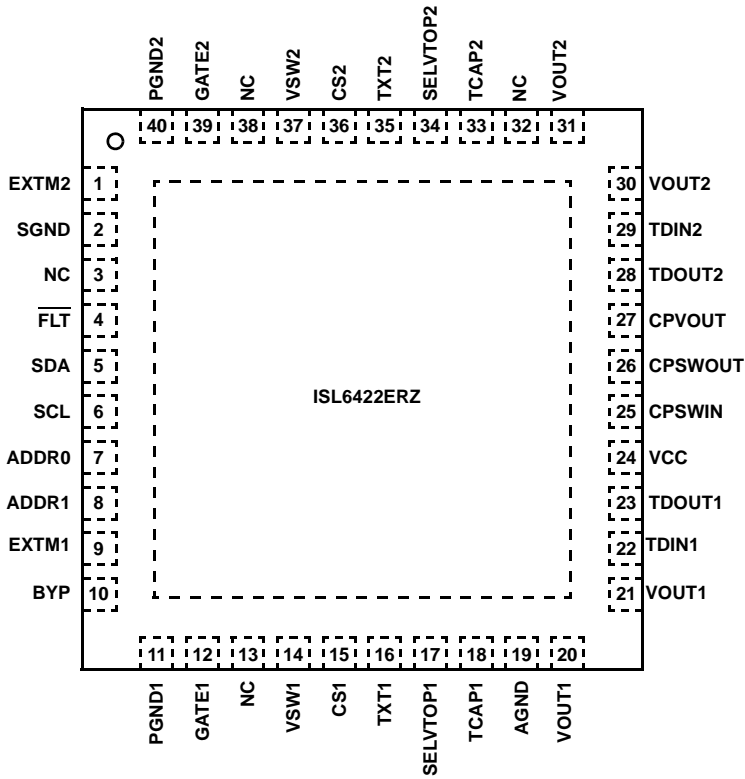 PGND2 GATE2 NC VSW2 CS2 TXT2 SELVTOP2 TCAP2 NC VOUT2
40 39 38 37 36 35 34 33 32 31
EXTM2 1 30 VOUT2
SGND 2 29 TDIN2
NC 3 28 TDOUT2
FLT 4 27 CPVOUT
SDA 5 26 CPSWOUT
ISL6422ERZ
SCL 6 25 CPSWIN
ADDR0 7 24 VCC
ADDR1 8 23 TDOUT1
EXTM1 9 22 TDIN1
BYP 10 21 VOUT1
11 12 13 14 15 16 17 18 19 20
PGND1 GATE1 NC VSW1 CS1 TXT1 SELVTOP1 TCAP1 AGND VOUT1